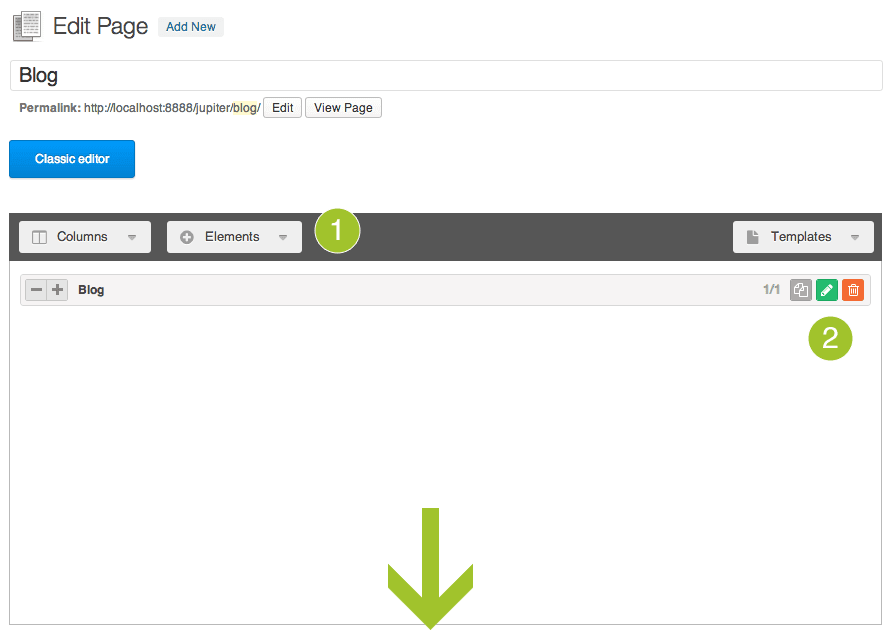 Edit Page Add New
Blog
Permalink: http://localhost:8888/jupiter/blog/ Edit View Page
Classic editor
Columns Elements 1 Templates
Blog 1/1
2